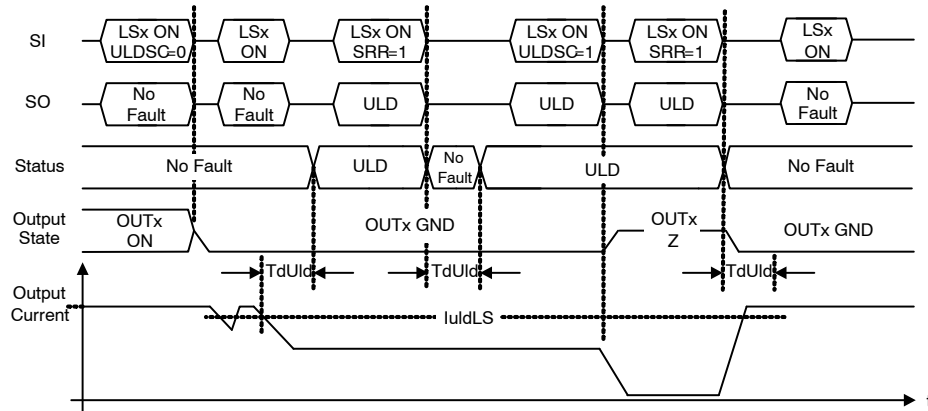 SI
LSx ON
ULDSC=0
LSx
ON
LSx ON
SRR=1
LSx ON
ULDSC=1
LSx ON
SRR=1
LSx
ON
SO
No
Fault
No
Fault
ULD
ULD
ULD
No
Fault
Status
No Fault
ULD
No
Fault
ULD
No Fault
Output
State
OUTx
ON
OUTx GND
OUTx
Z
OUTx GND
TdUld
TdUld
TdUld
Output
Current
IuldLS
t